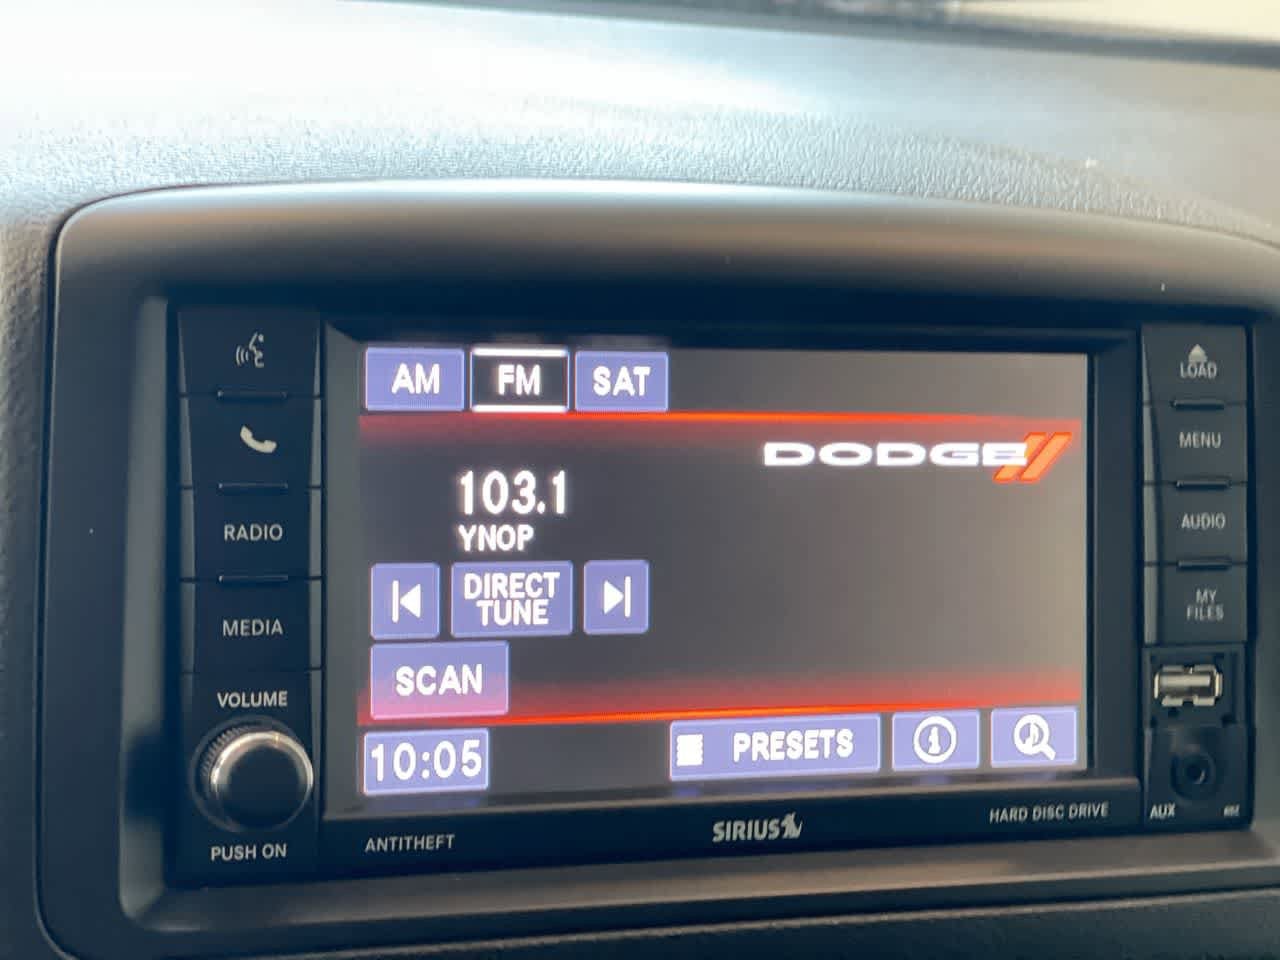 AM FM SAT
DODGE
103.1
YNOP
DIRECT
TUNE
SCAN
10:05 PRESETS
RADIO
MEDIA
VOLUME
PUSH ON
ANTITHEFT
SIRIUS
HARD DISC DRIVE
LOAD
MENU
AUDIO
MY
FILES
AUX